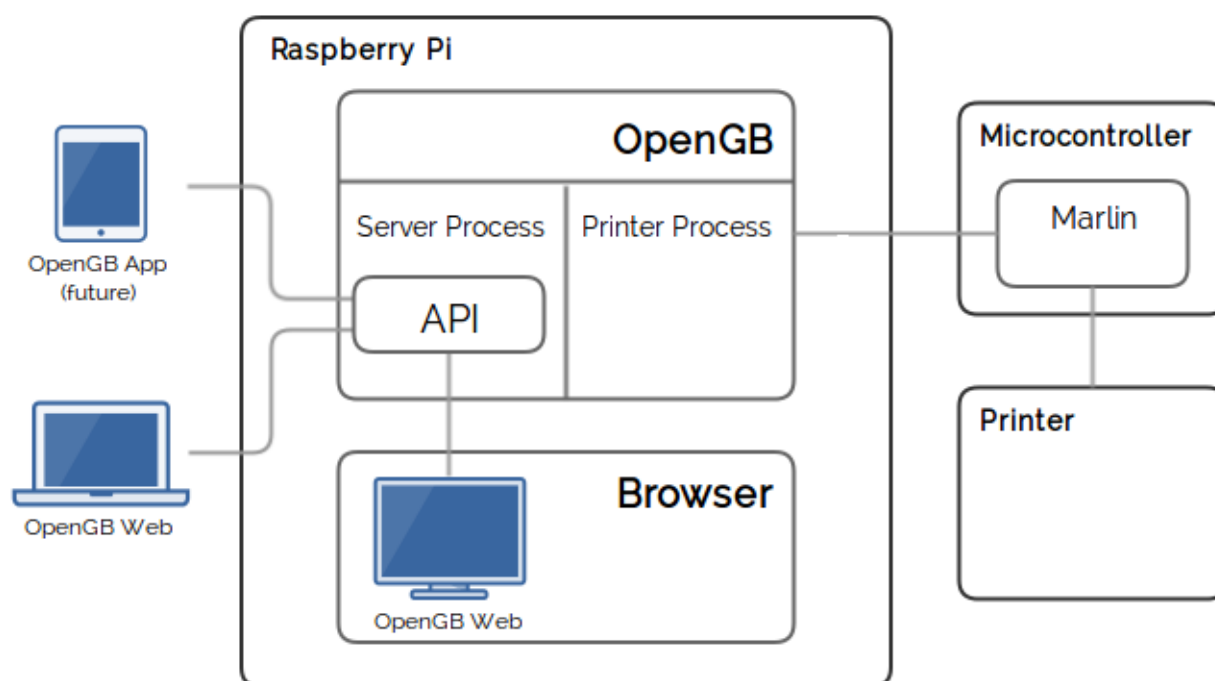 Raspberry Pi
OpenGB
Server Process
Printer Process
API
Browser
OpenGB Web
OpenGB App
(future)
OpenGB Web
Microcontroller
Marlin
Printer